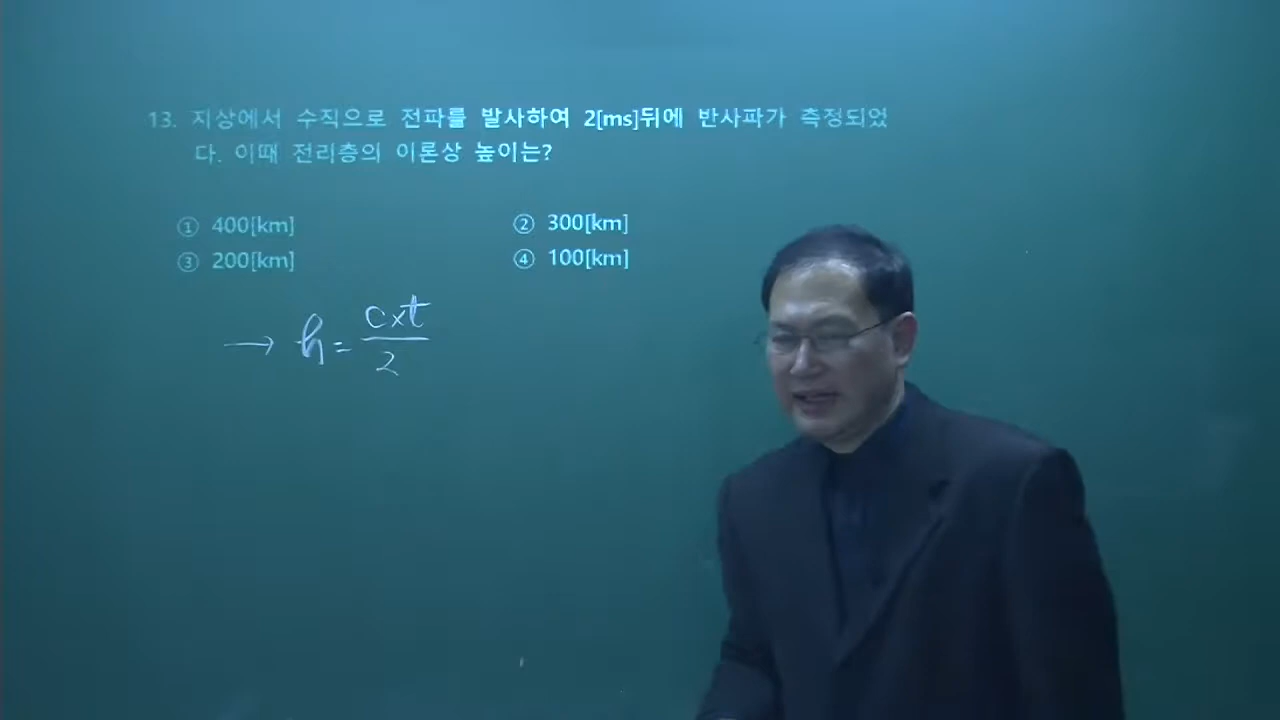 13. 지상에서 수직으로 전파를 발사하여 2[ms]뒤에 반사파가 측정되었
다. 이때 전리층의 이론상 높이는?
① 400[km] ② 300[km]
③ 200[km] ④ 100[km]
→ h = c×t / 2